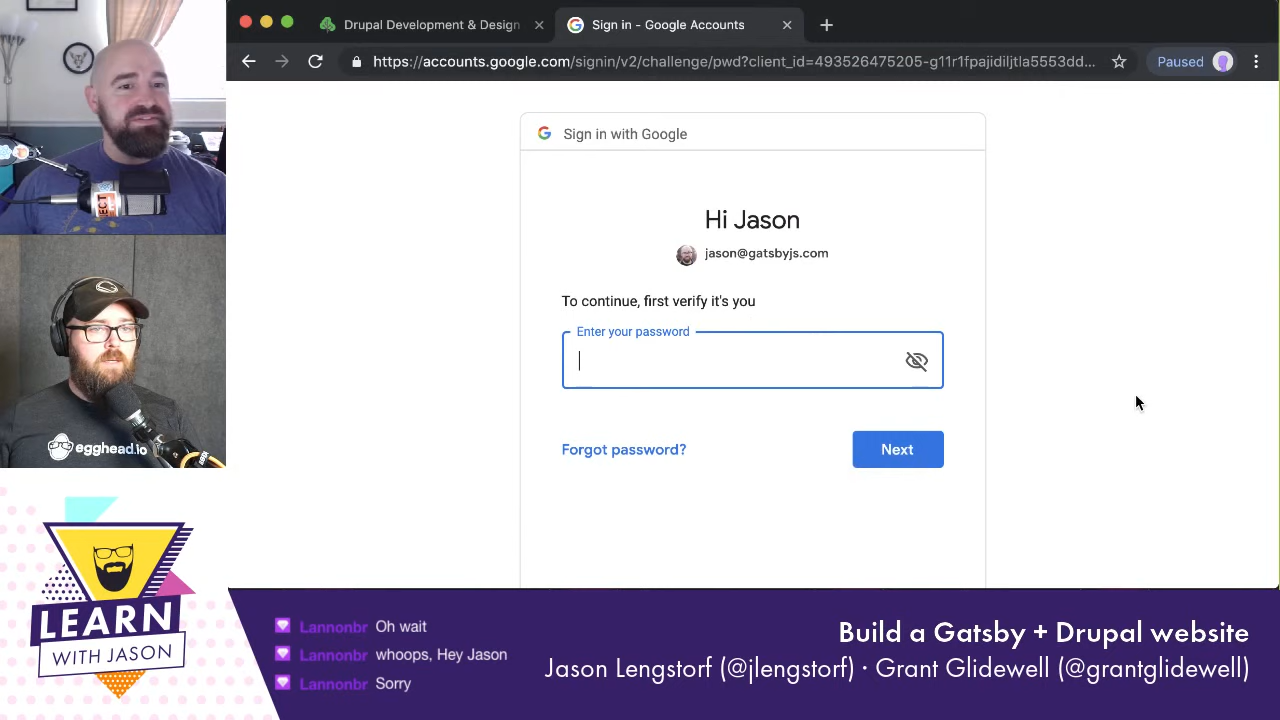 Drupal Development & Design
Sign in - Google Accounts
https://accounts.google.com/signin/v2/challenge/pwd?client_id=493526475205-g11r1fpajidiljtla5553dd...
Paused
Sign in with Google
Hi Jason
jason@gatsbyjs.com
To continue, first verify it's you
Enter your password
Forgot password?
Next
egghead.io
LEARN
WITH JASON
Lannonbr Oh wait
Lannonbr whoops, Hey Jason
Lannonbr Sorry
Build a Gatsby + Drupal website
Jason Lengstorf (@jlengstorf) · Grant Glidewell (@grantglidewell)